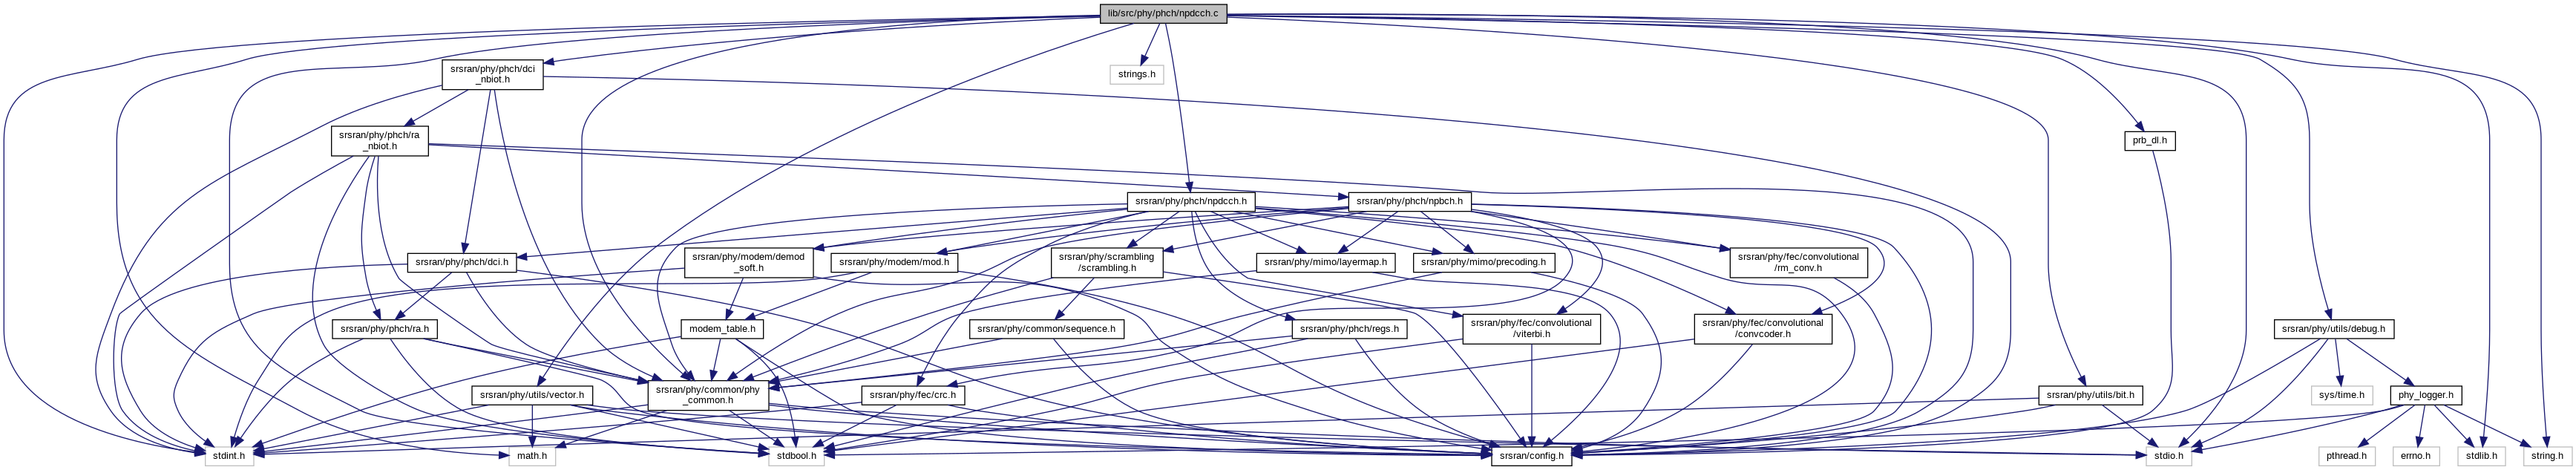 lib/src/phy/phch/npdcch.c
srsran/phy/phch/dci
_nbiot.h
strings.h
srsran/phy/phch/ra
_nbiot.h
prb_dl.h
srsran/phy/phch/npdcch.h
srsran/phy/phch/npbch.h
srsran/phy/phch/dci.h
srsran/phy/modem/demod
_soft.h
srsran/phy/modem/mod.h
srsran/phy/scrambling
/scrambling.h
srsran/phy/mimo/layermap.h
srsran/phy/mimo/precoding.h
srsran/phy/fec/convolutional
/rm_conv.h
srsran/phy/phch/ra.h
modem_table.h
srsran/phy/common/sequence.h
srsran/phy/phch/regs.h
srsran/phy/fec/convolutional
/viterbi.h
srsran/phy/fec/convolutional
/convcoder.h
srsran/phy/utils/debug.h
srsran/phy/utils/vector.h
srsran/phy/common/phy
_common.h
srsran/phy/fec/crc.h
srsran/phy/utils/bit.h
sys/time.h
phy_logger.h
stdint.h
math.h
stdbool.h
srsran/config.h
stdio.h
pthread.h
errno.h
stdlib.h
string.h